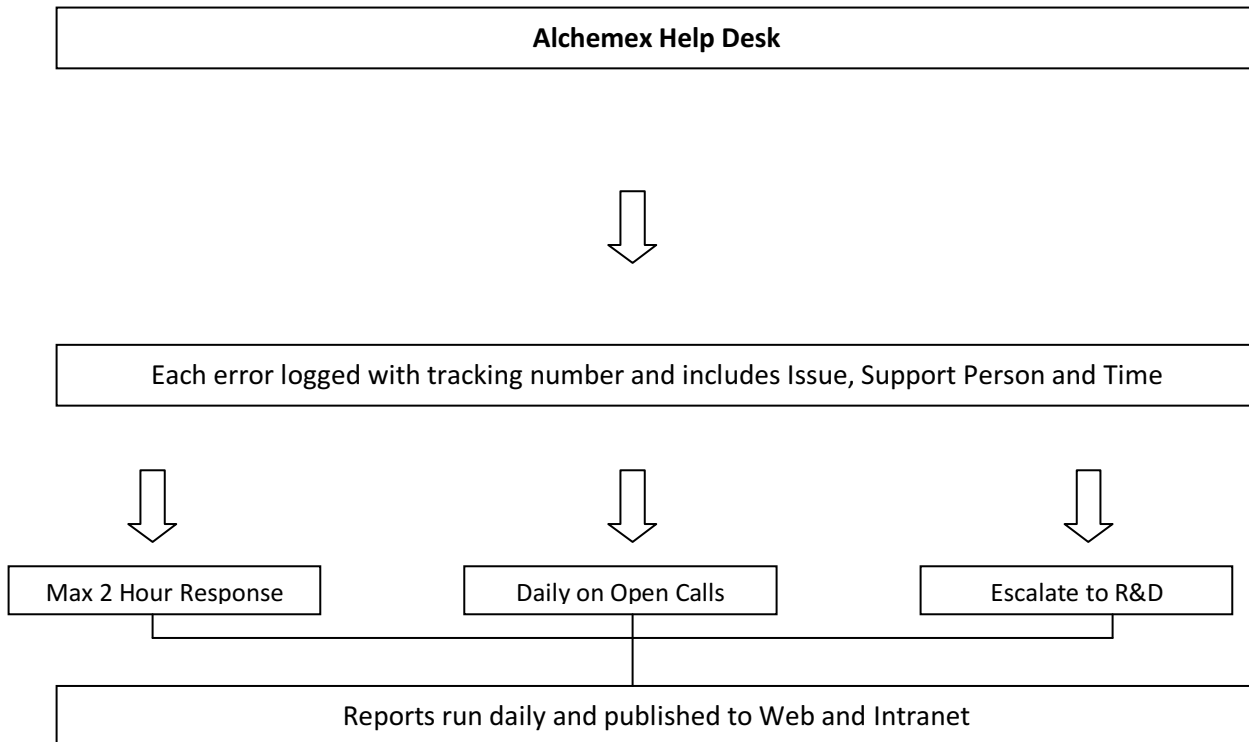 Alchemex Help Desk
Each error logged with tracking number and includes Issue, Support Person and Time
Max 2 Hour Response
Daily on Open Calls
Escalate to R&D
Reports run daily and published to Web and Intranet